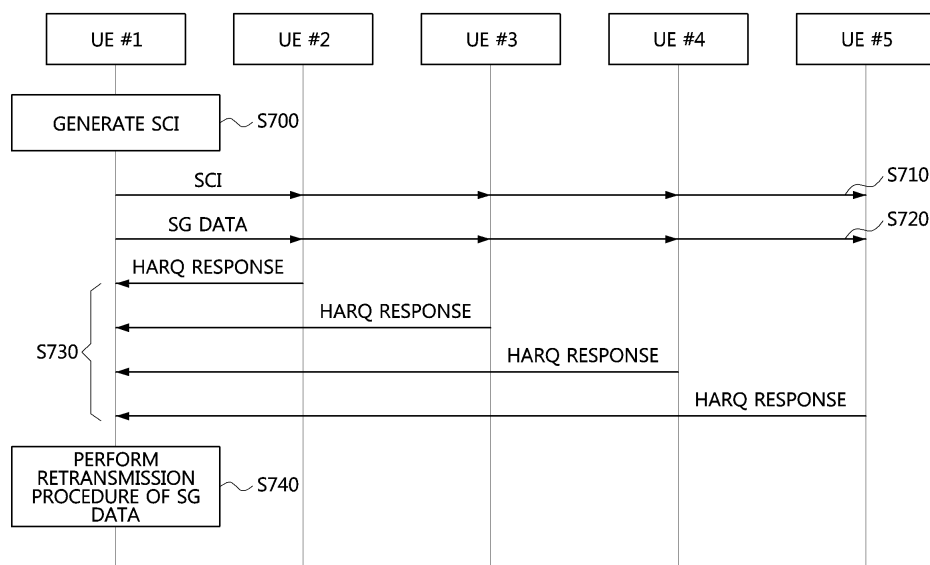 UE #1
UE #2
UE #3
UE #4
UE #5
GENERATE SCI
S700
SCI
S710
SG DATA
S720
HARQ RESPONSE
HARQ RESPONSE
S730
HARQ RESPONSE
HARQ RESPONSE
PERFORM
RETRANSMISSION
PROCEDURE OF SG
DATA
S740